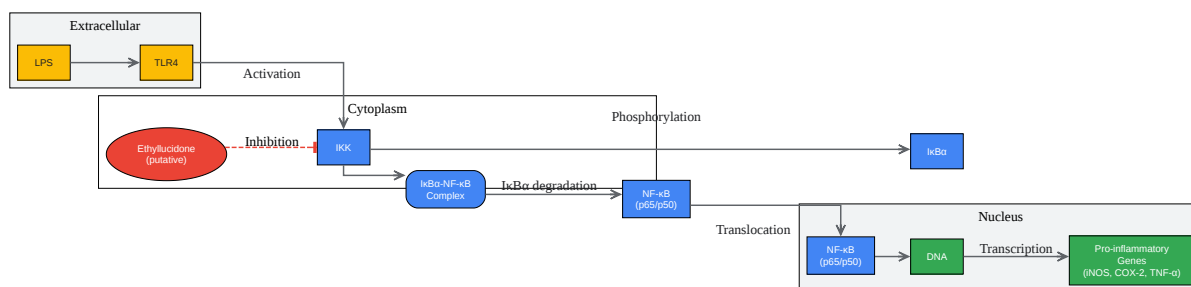 Extracellular
LPS
TLR4
Activation
Cytoplasm
Phosphorylation
Ethyllucidone
(putative)
Inhibition
IKK
IκBα
IκBα-NF-κB
Complex
IκBα degradation
NF-κB
(p65/p50)
Translocation
Nucleus
NF-κB
(p65/p50)
DNA
Transcription
Pro-inflammatory
Genes
(iNOS, COX-2, TNF-α)